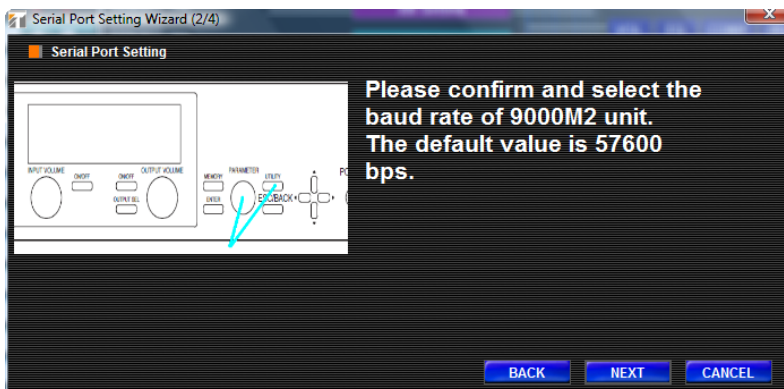 Serial Port Setting Wizard (2/4)
X
Serial Port Setting
Please confirm and select the
baud rate of 9000M2 unit.
The default value is 57600
bps.
INPUT VOLUME
ON/OFF
ON/OFF
OUTPUT VOLUME
MEMORY
PARAMETER
UTILITY
PO
OUTPUT SEL
ENTER
ESC/BACK
BACK
NEXT
CANCEL